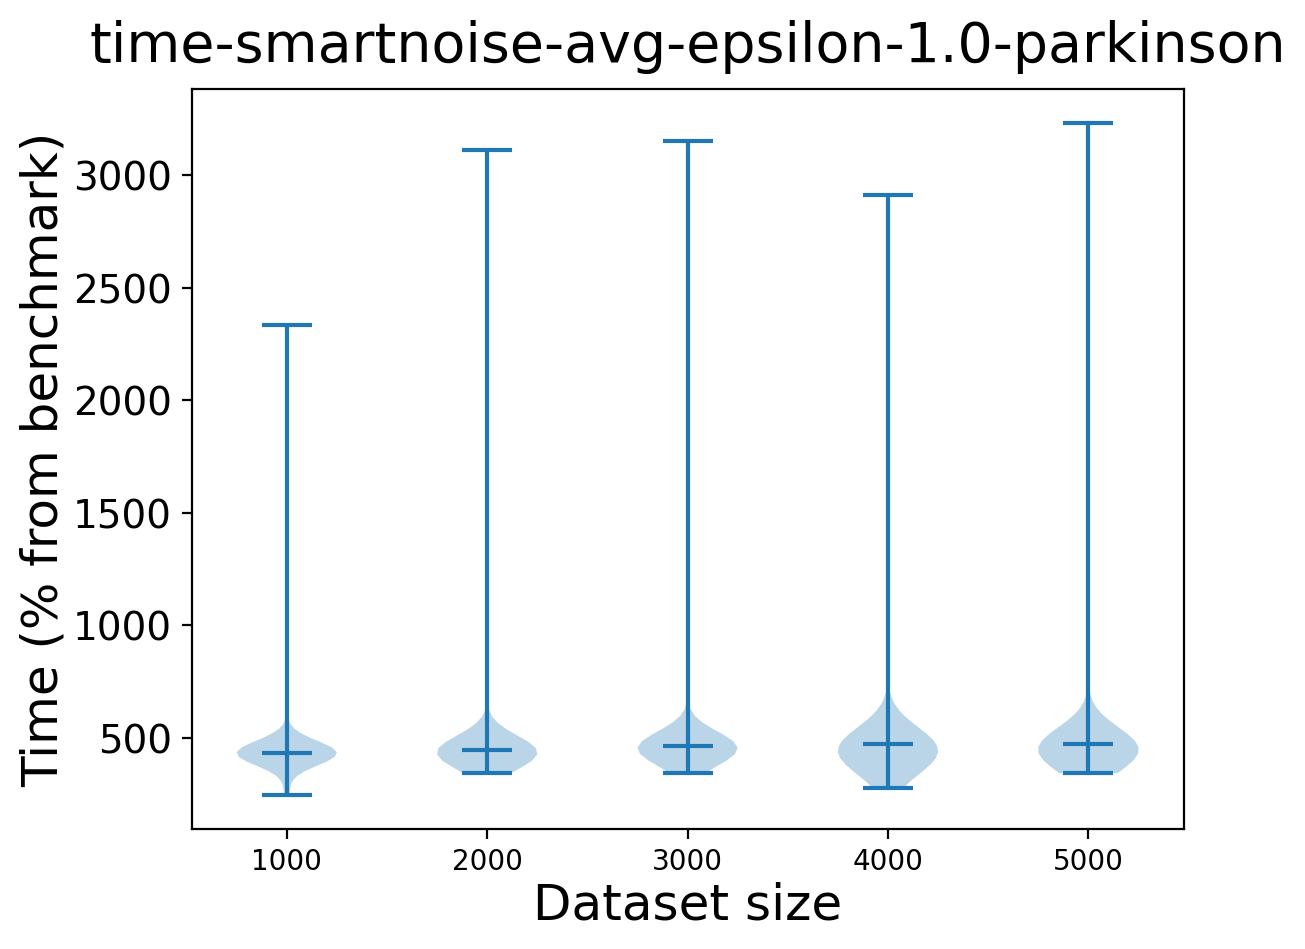 time-smartnoise-avg-epsilon-1.0-parkinson
Time (% from benchmark)
3000
2500
2000
1500
1000
500
1000 2000 3000 4000 5000
Dataset size